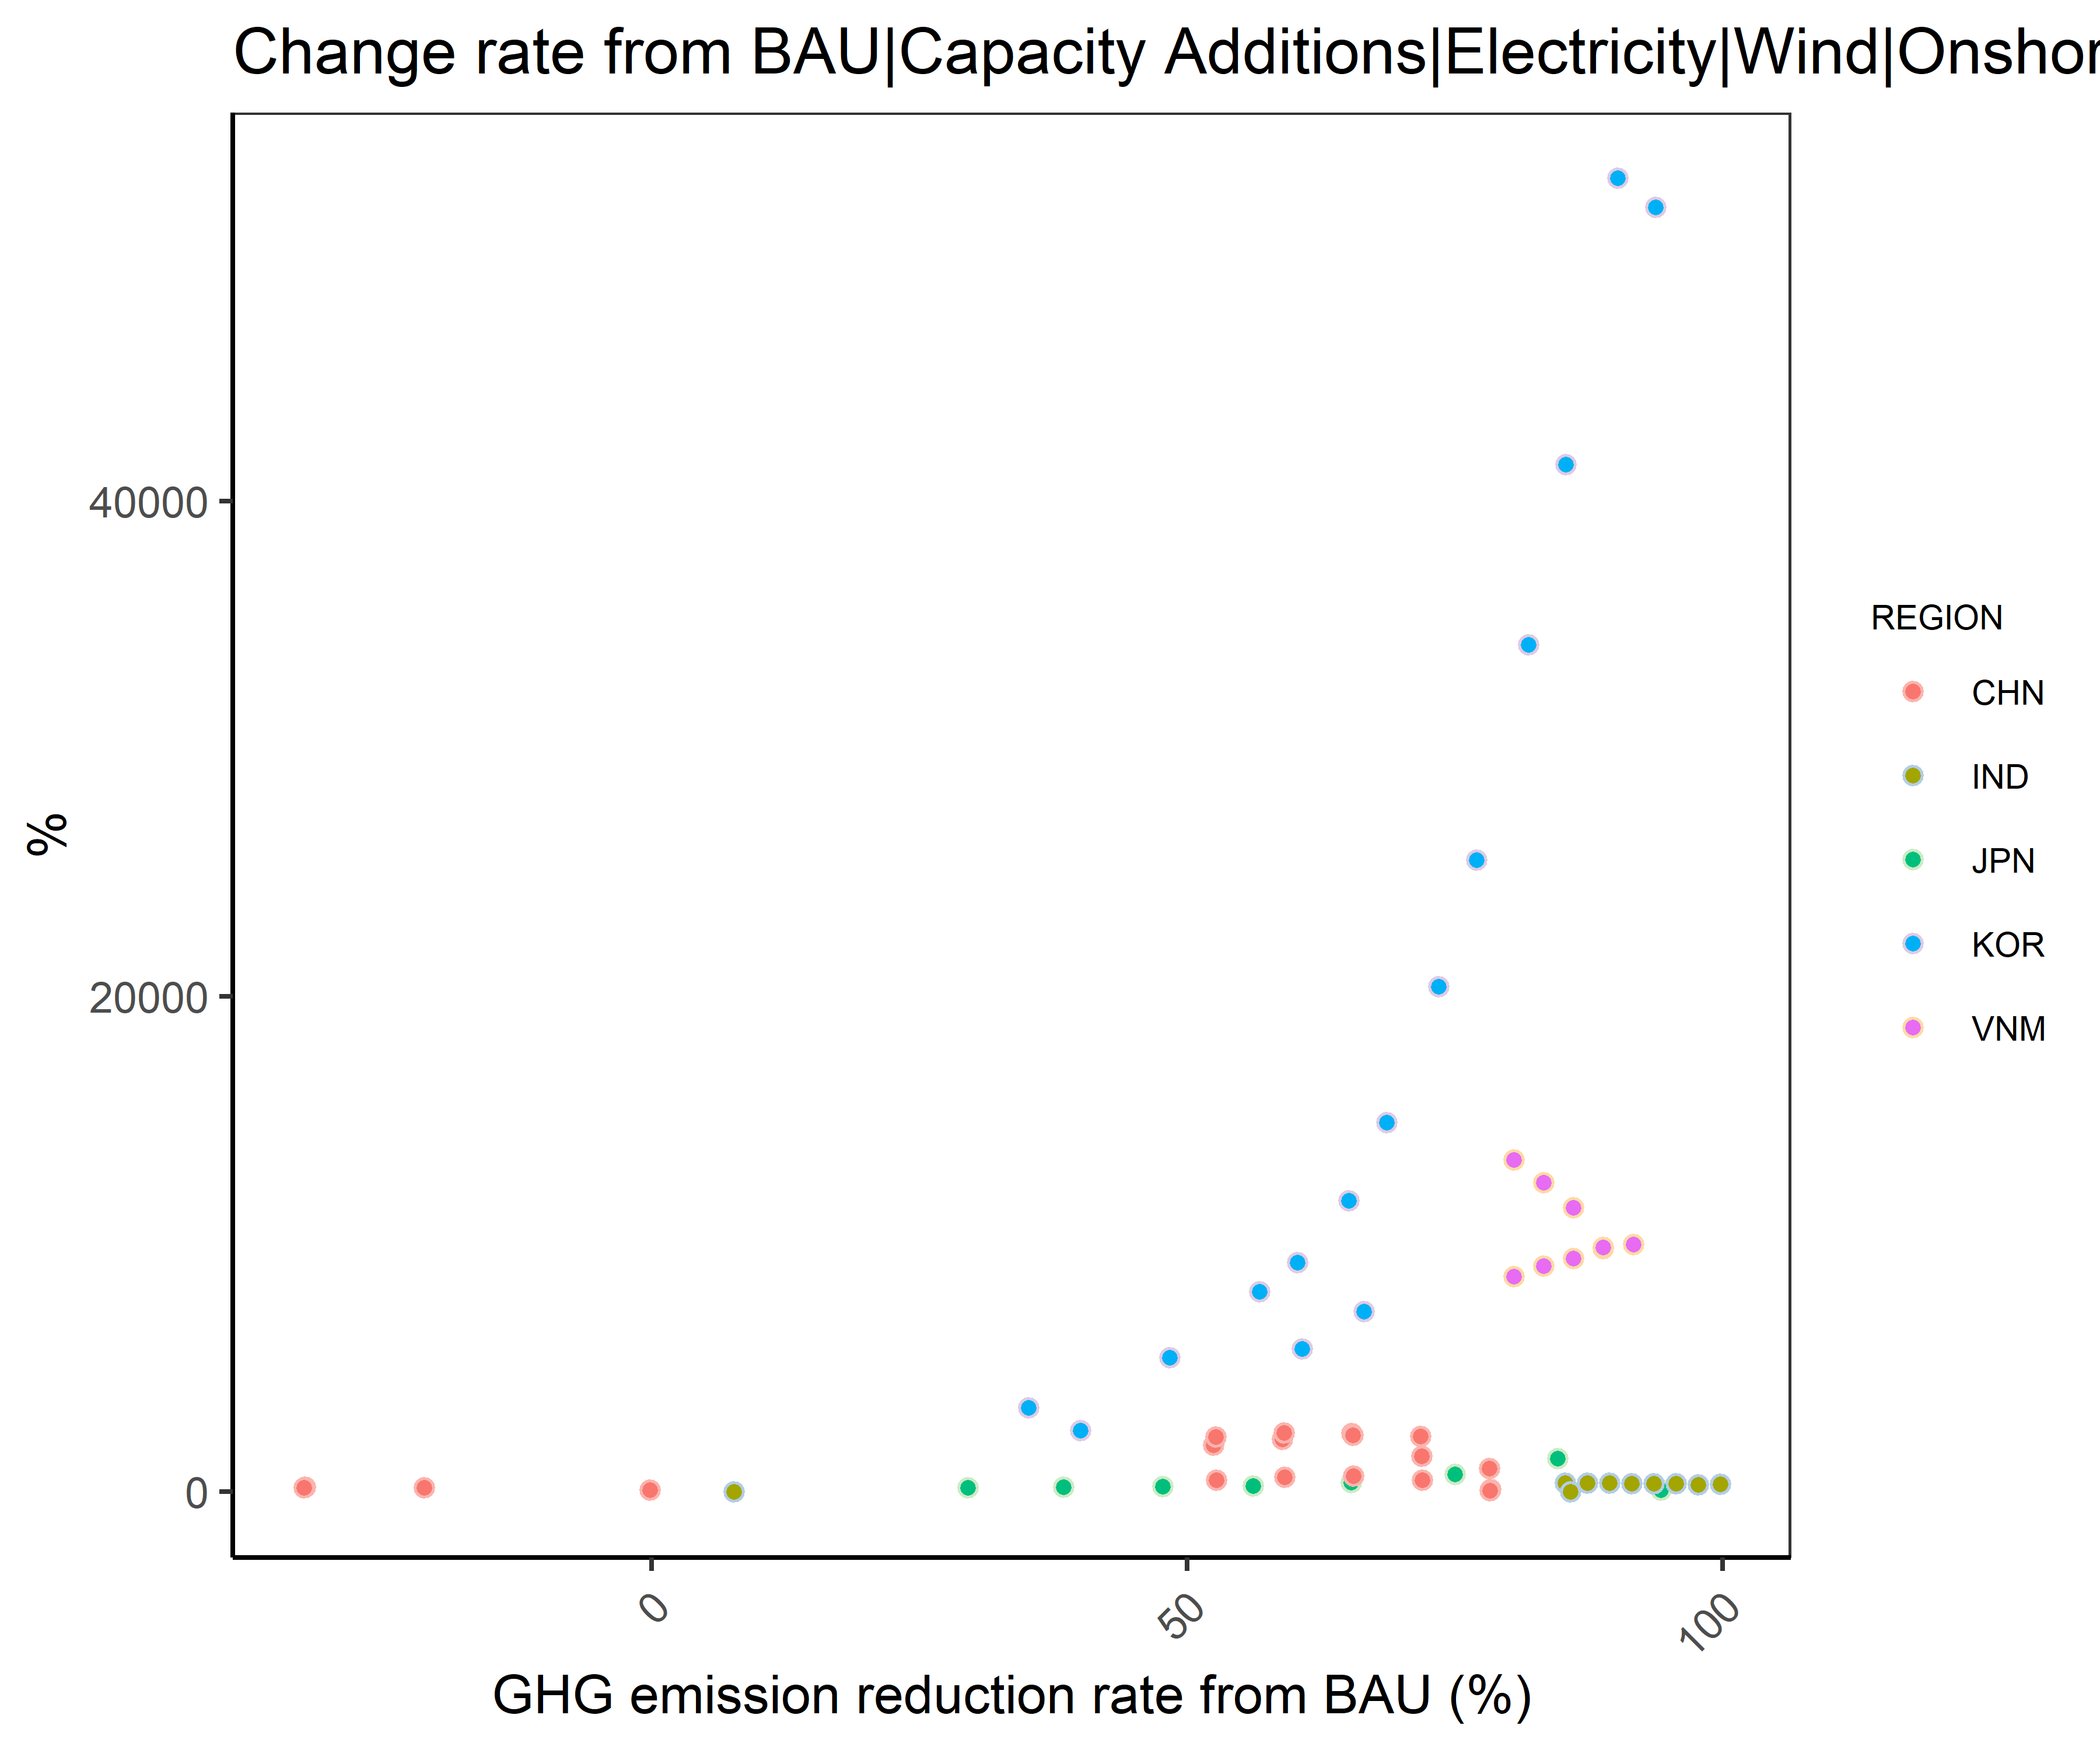 Change rate from BAU|Capacity Additions|Electricity|Wind|Onshor
%
40000
20000
0
0
50
100
GHG emission reduction rate from BAU (%)
REGION
CHN
IND
JPN
KOR
VNM